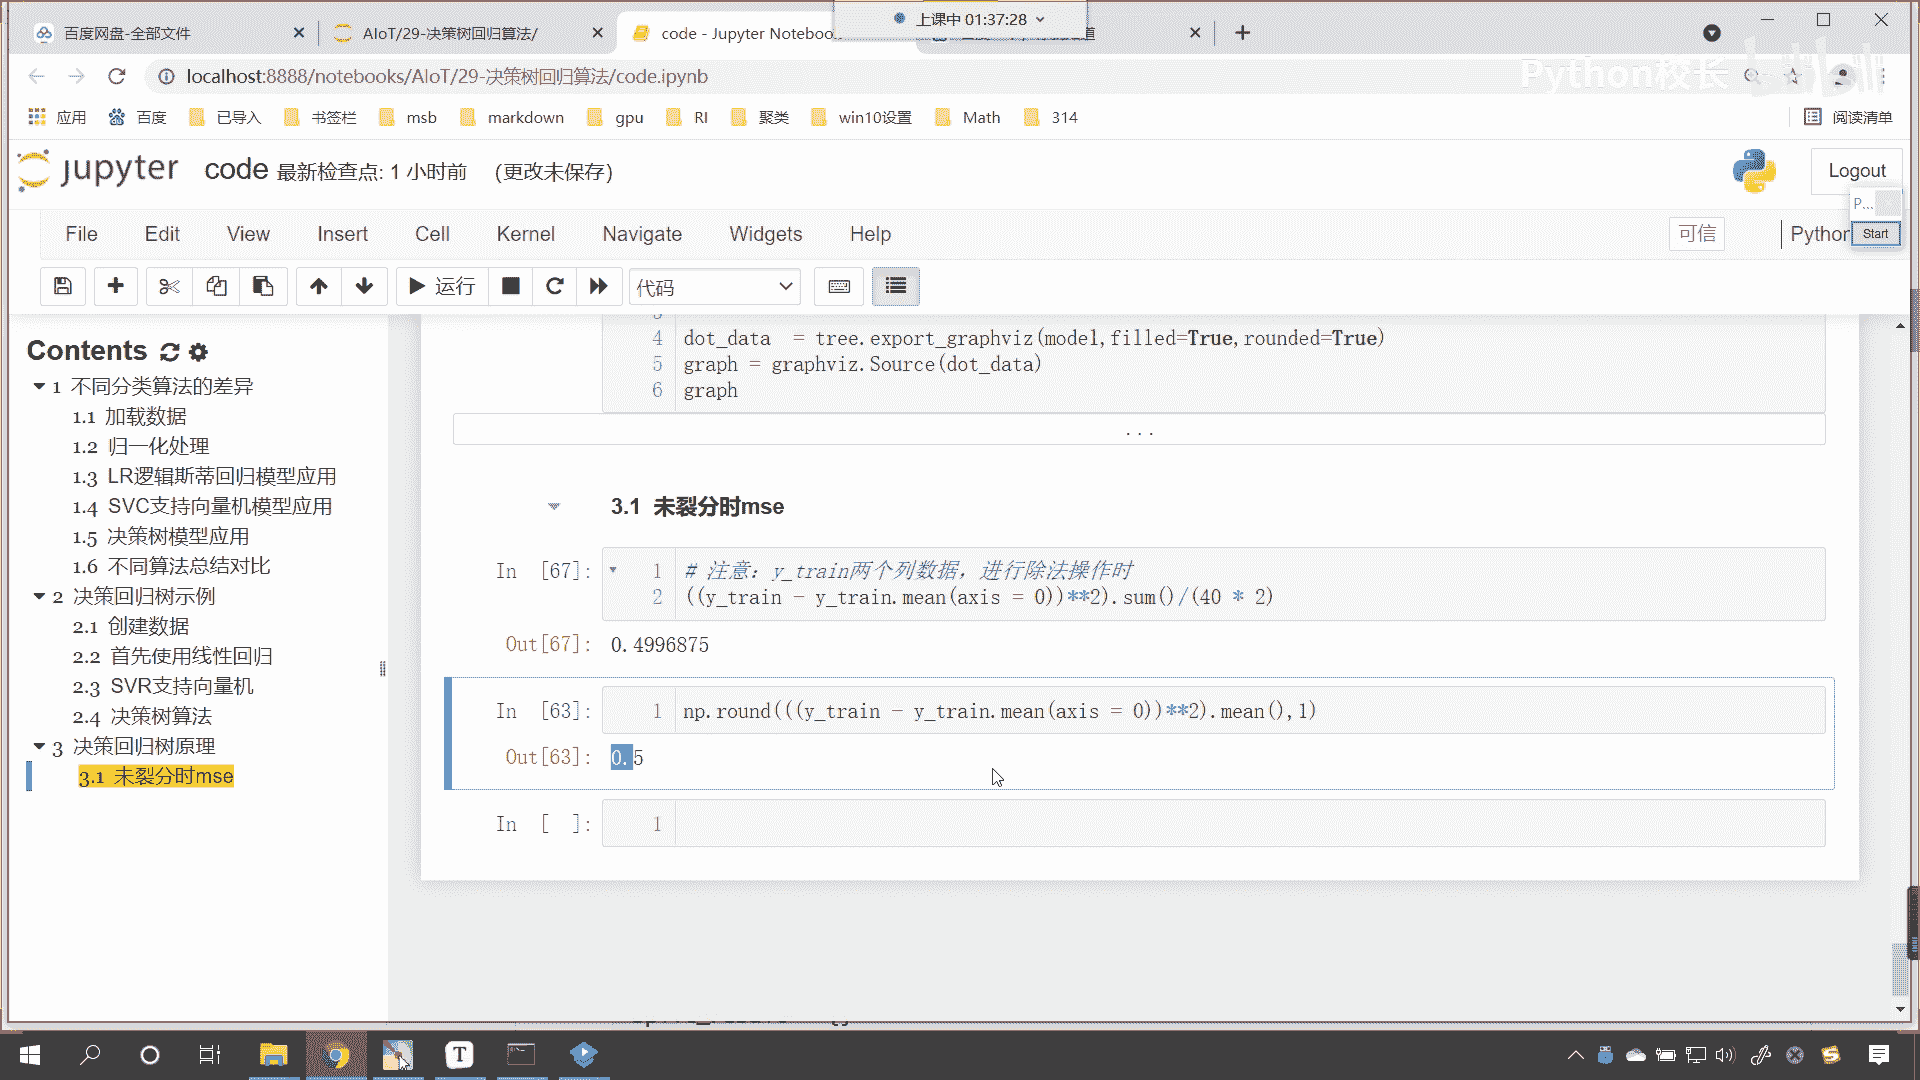 上课中 01:37:28
百度网盘-全部文件
AIoT/29-决策树回归算法/
code - Jupyter Notebook
localhost:8888/notebooks/AIoT/29-决策树回归算法/code.ipynb
Python校长
bilibili
应用 百度 已导入 书签栏 msb markdown gpu RI 聚类 win10设置 Math 314 阅读清单
jupyter code 最新检查点: 1 小时前 (更改未保存)
Logout
P...
Start
File Edit View Insert Cell Kernel Navigate Widgets Help 可信 Python
运行 代码
Contents
1 不同分类算法的差异
1.1 加载数据
1.2 归一化处理
1.3 LR逻辑斯蒂回归模型应用
1.4 SVC支持向量机模型应用
1.5 决策树模型应用
1.6 不同算法总结对比
2 决策回归树示例
2.1 创建数据
2.2 首先使用线性回归
2.3 SVR支持向量机
2.4 决策树算法
3 决策回归树原理
3.1 未裂分时mse
3
4 dot_data  = tree.export_graphviz(model,filled=True,rounded=True)
5 graph = graphviz.Source(dot_data)
6 graph
...
3.1 未裂分时mse
In [67]: 1 # 注意：y_train两个列数据，进行除法操作时
2 ((y_train - y_train.mean(axis = 0))**2).sum()/(40 * 2)
Out[67]: 0.4996875
In [63]: 1 np.round(((y_train - y_train.mean(axis = 0))**2).mean(),1)
Out[63]: 0.5
In [ ]: 1